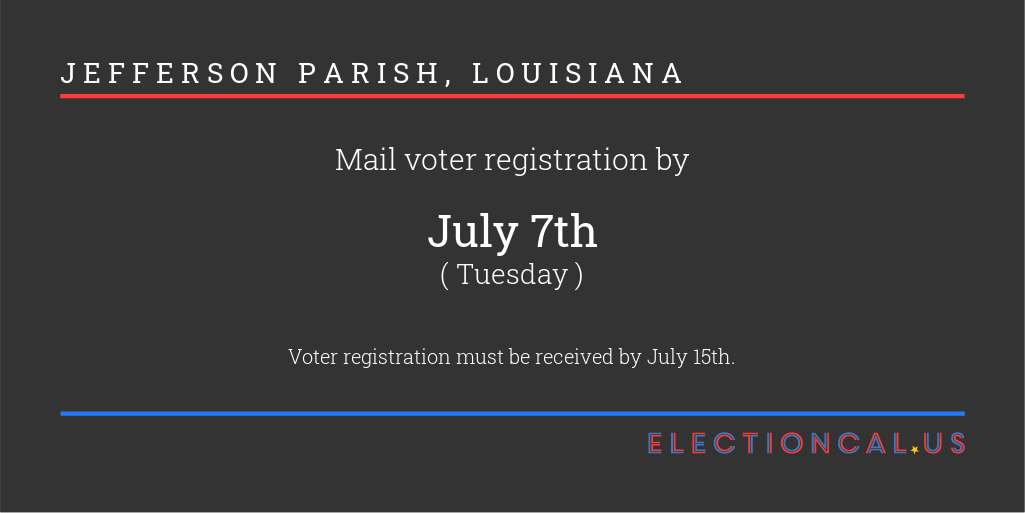 JEFFERSON PARISH, LOUISIANA
Mail voter registration by
July 7th
( Tuesday )
Voter registration must be received by July 15th.
ELECTIONCAL.US